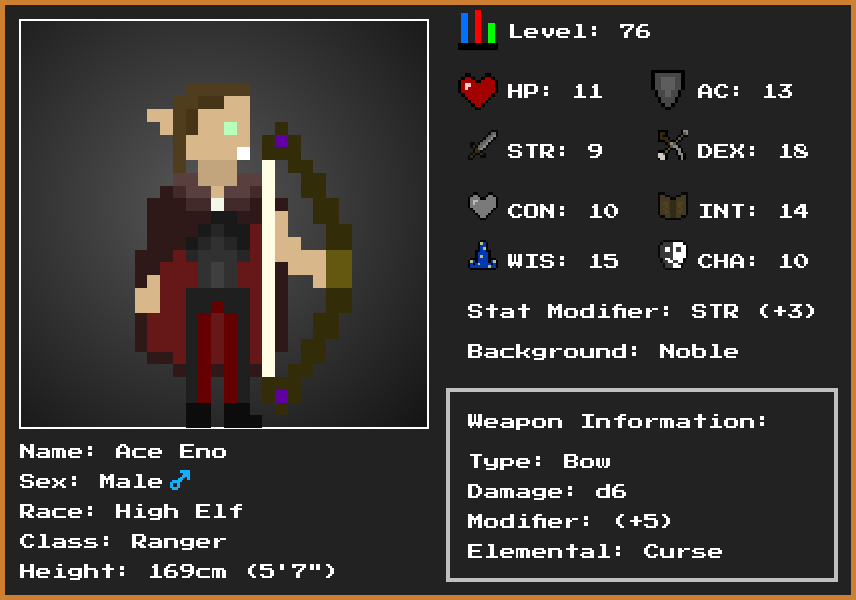 Level: 76
HP: 11 AC: 13
STR: 9 DEX: 18
CON: 10 INT: 14
WIS: 15 CHA: 10
Stat Modifier: STR (+3)
Background: Noble
Weapon Information:
Type: Bow
Damage: d6
Modifier: (+5)
Elemental: Curse
Name: Ace Eno
Sex: Male ♂
Race: High Elf
Class: Ranger
Height: 169cm (5'7")